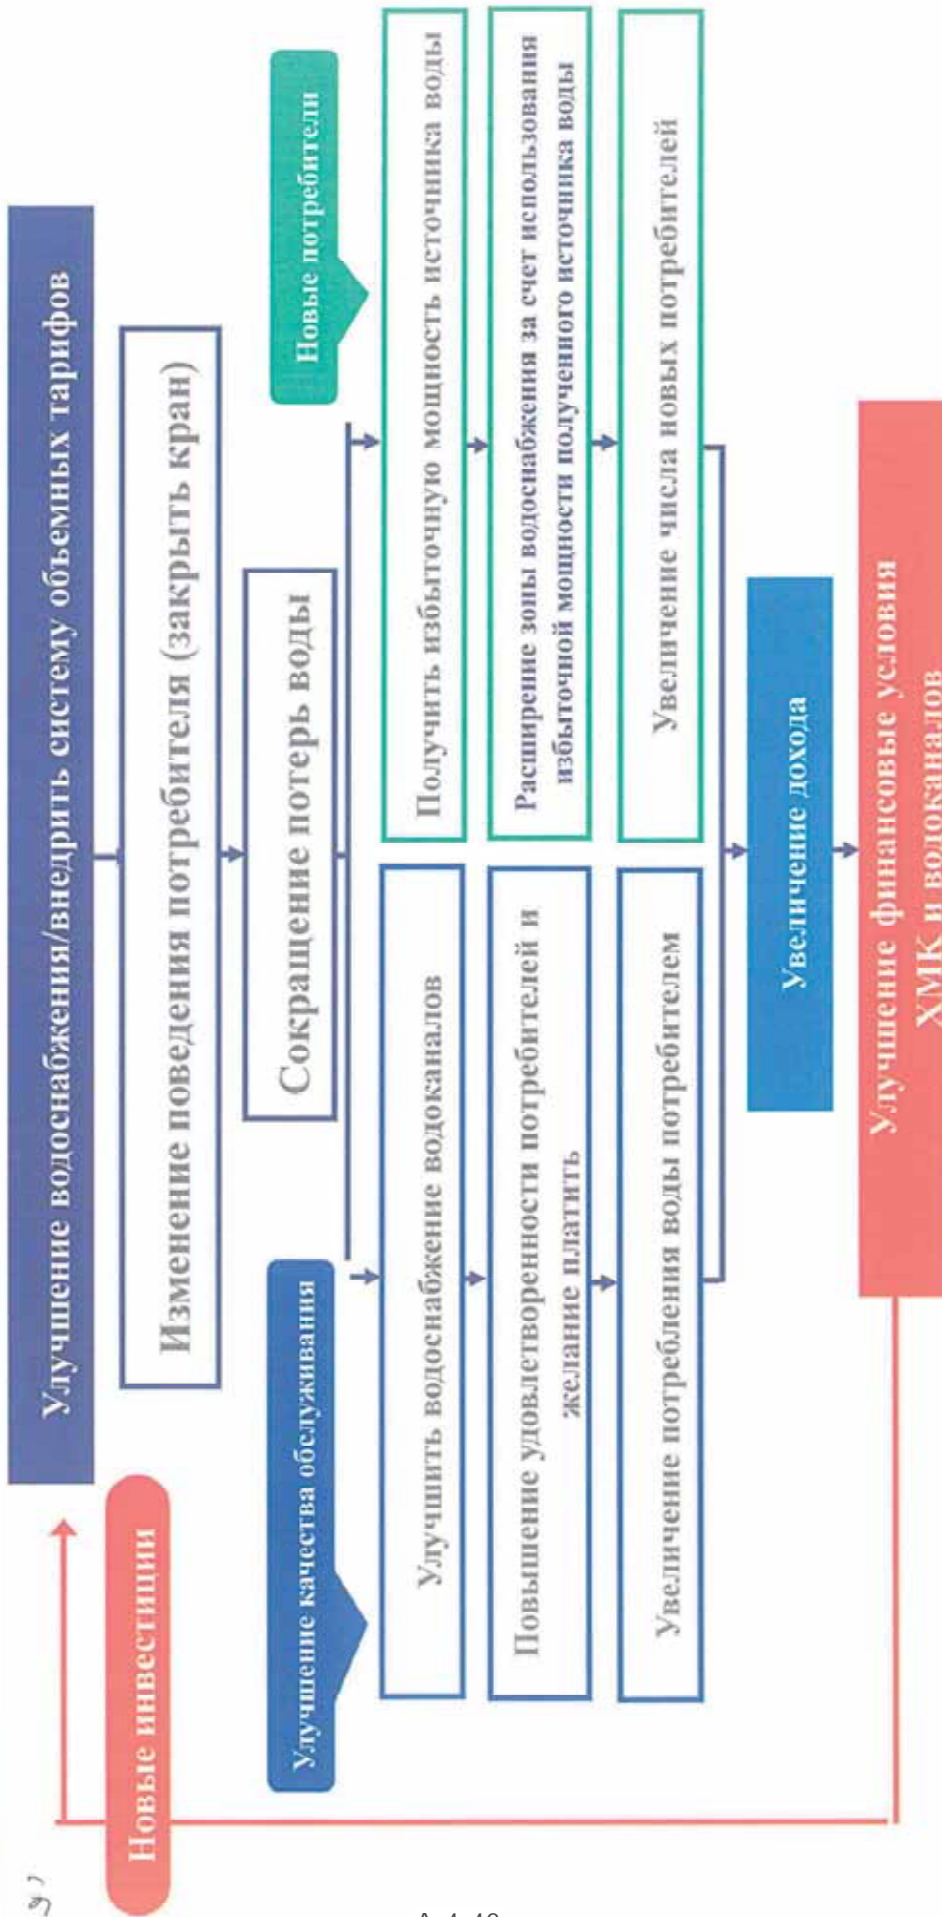 Улучшение водоснабжения/внедрить систему объемных тарифов
Новые инвестиции
Изменение поведения потребителя (закрыть кран)
Сокращение потерь воды
Улучшение качества обслуживания
Новые потребители
Улучшить водоснабжение водоканалов
Получить избыточную мощность источника воды
Повышение удовлетворенности потребителей и
желание платить
Расширение зоны водоснабжения за счет использования
избыточной мощности полученного источника воды
Увеличение потребления воды потребителем
Увеличение числа новых потребителей
Увеличение дохода
Улучшение финансовые условия
ХМК и водоканалов